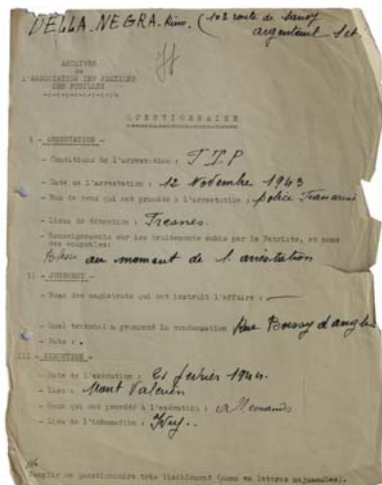 DELLA-NEGRA. Rino. (102 route de Sanoy
argenteuil Set.
ARCHIVES
de
L'ASSOCIATION DES FAMILLES
DES FUSILLES
QUESTIONNAIRE
I - ARRESTATION -
- Conditions de l'arrestation : F.T.P
- Date de l'arrestation : 12 Novembre 1943
- Nom de ceux qui ont procédé à l'arrestation : police Française
- Lieux de détention : Fresnes.
- Renseignements sur les traitements subis par le Patriote, et noms
des coupables:
Blessé au moment de l'arrestation
II - JUGEMENT -
- Noms des magistrats qui ont instruit l'affaire : —
- Quel tribunal a prononcé la condamnation Rue Boissy d'anglas
- Date : .
III - EXECUTION -
- Date de l'exécution : 21 février 1944.
- Lieu : Mont Valérien
- Ceux qui ont procédé à l'exécution : allemands
- Lieu de l'inhumation : Ivry..
Remplir ce questionnaire très lisiblement (noms en lettres majuscules).